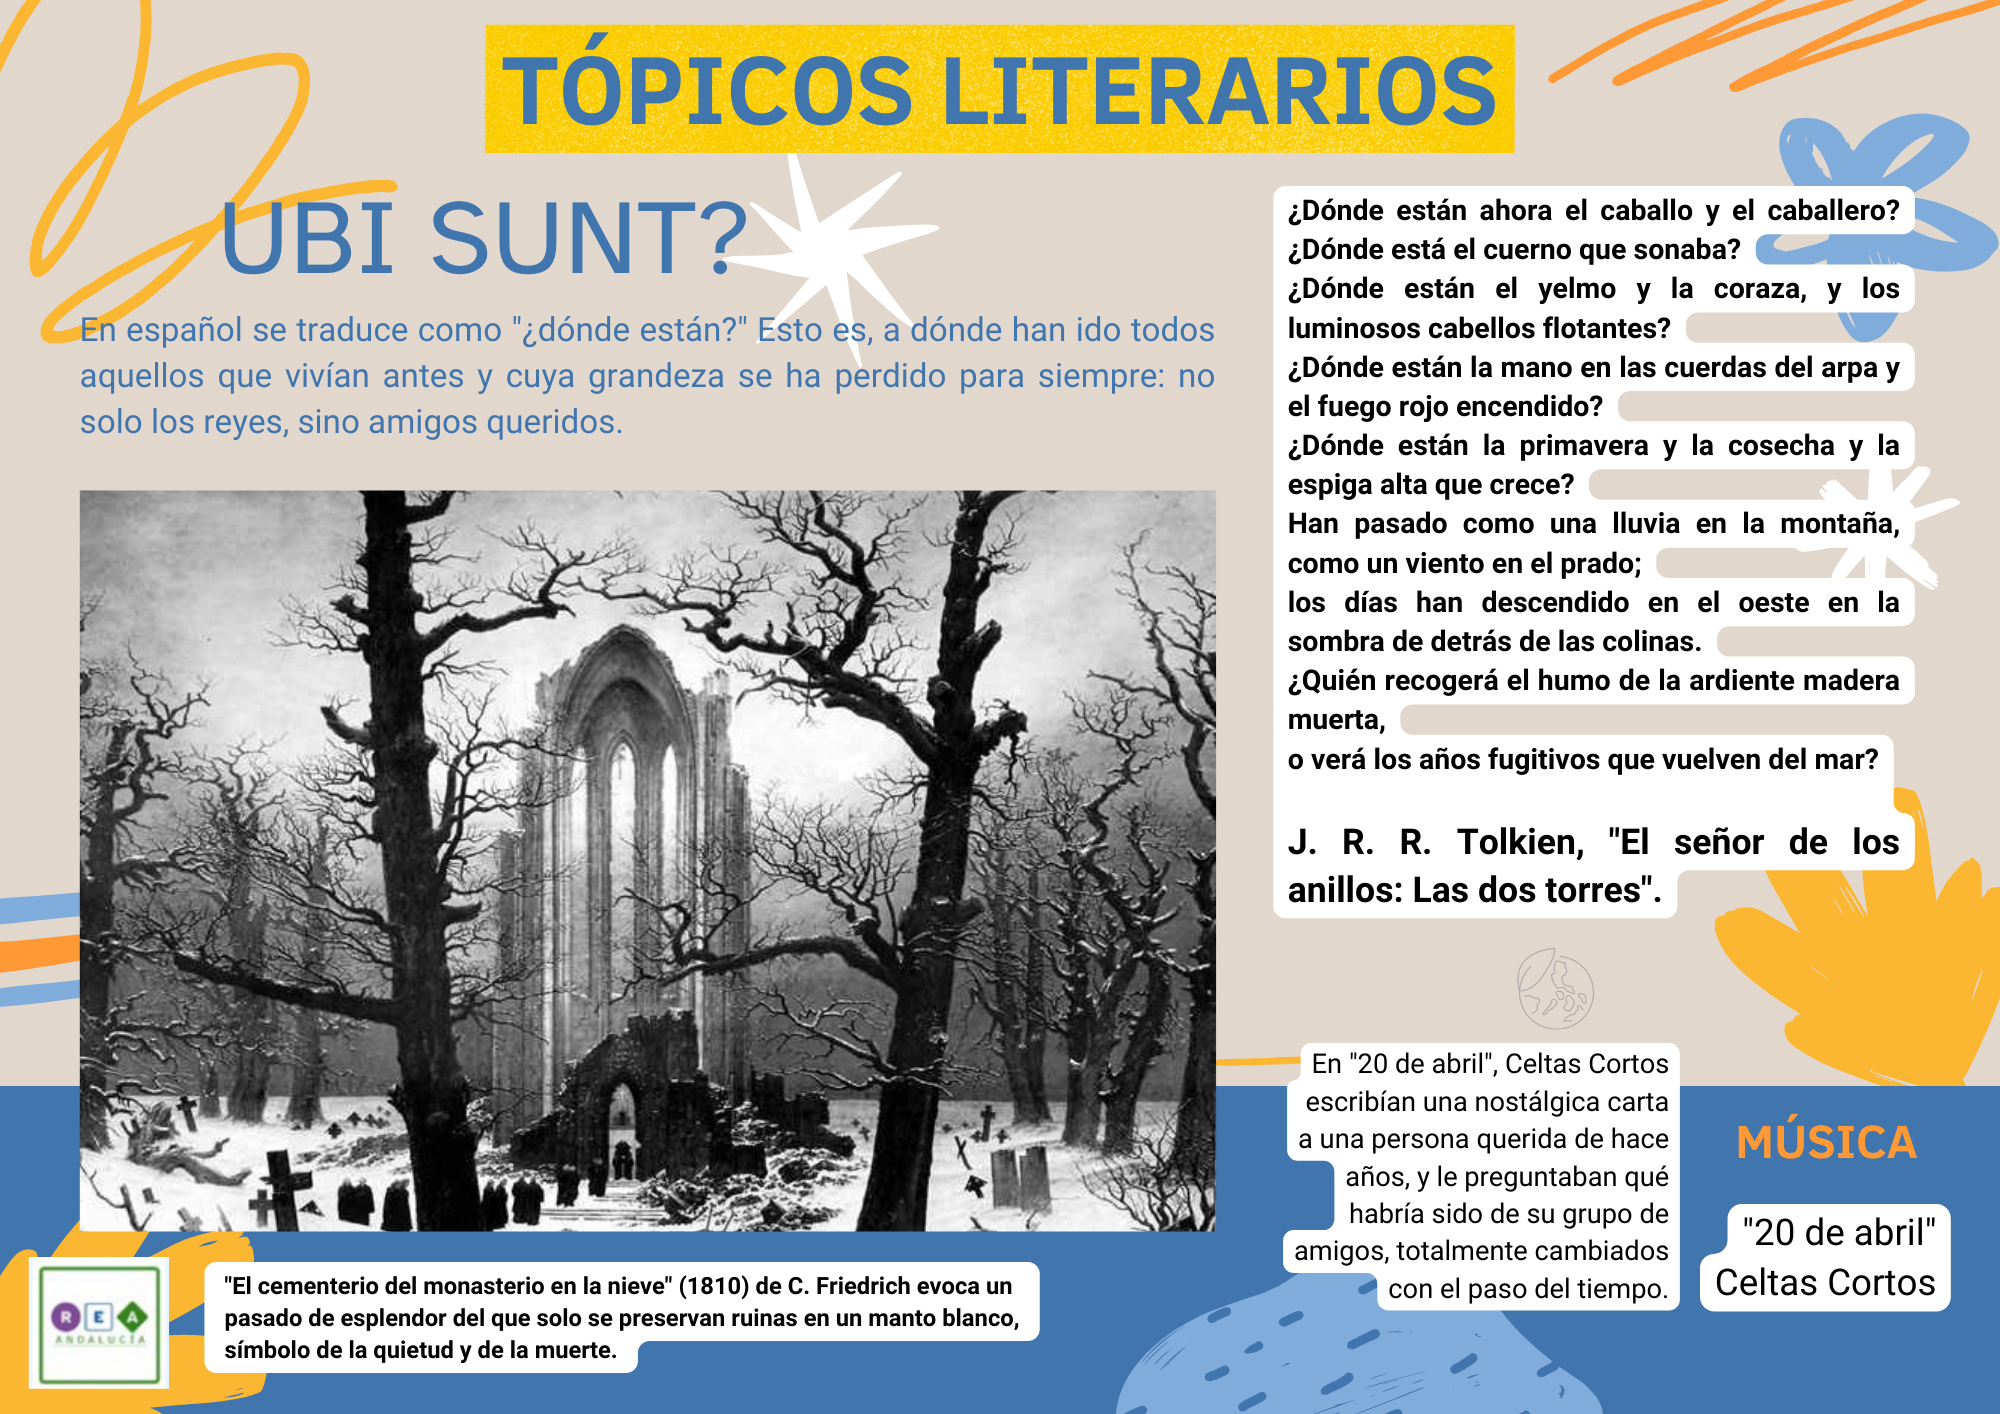 TÓPICOS LITERARIOS
UBI SUNT?
En español se traduce como "¿dónde están?" Esto es, a dónde han ido todos
aquellos que vivían antes y cuya grandeza se ha perdido para siempre: no
solo los reyes, sino amigos queridos.
¿Dónde están ahora el caballo y el caballero?
¿Dónde está el cuerno que sonaba?
¿Dónde están el yelmo y la coraza, y los
luminosos cabellos flotantes?
¿Dónde están la mano en las cuerdas del arpa y
el fuego rojo encendido?
¿Dónde están la primavera y la cosecha y la
espiga alta que crece?
Han pasado como una lluvia en la montaña,
como un viento en el prado;
los días han descendido en el oeste en la
sombra de detrás de las colinas.
¿Quién recogerá el humo de la ardiente madera
muerta,
o verá los años fugitivos que vuelven del mar?
J. R. R. Tolkien, "El señor de los
anillos: Las dos torres".
En "20 de abril", Celtas Cortos
escribían una nostálgica carta
a una persona querida de hace
años, y le preguntaban qué
habría sido de su grupo de
amigos, totalmente cambiados
con el paso del tiempo.
MÚSICA
"20 de abril"
Celtas Cortos
"El cementerio del monasterio en la nieve" (1810) de C. Friedrich evoca un
pasado de esplendor del que solo se preservan ruinas en un manto blanco,
símbolo de la quietud y de la muerte.
R E A
ANDALUCÍA